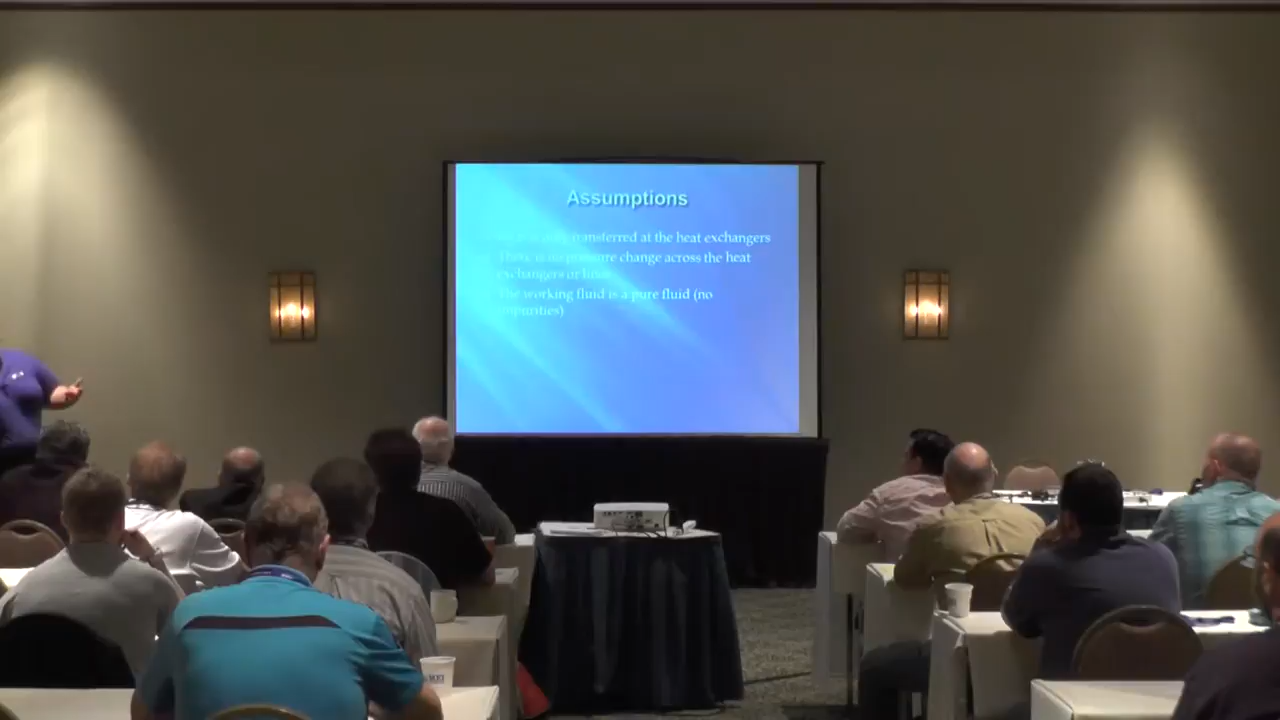 Assumptions
transferred at the heat exchangers
There is no pressure change across the heat
exchangers or lines
The working fluid is a pure fluid (no
impurities)